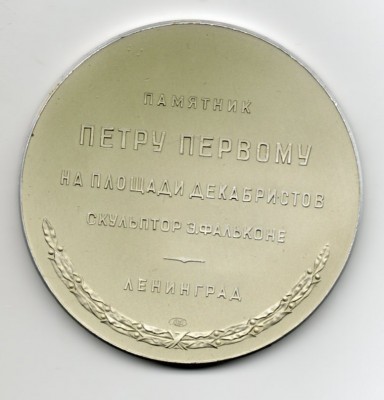 ПАМЯТНИК
ПЕТРУ ПЕРВОМУ
НА ПЛОЩАДИ ДЕКАБРИСТОВ
СКУЛЬПТОР Э.ФАЛЬКОНЕ
ЛЕНИНГРАД